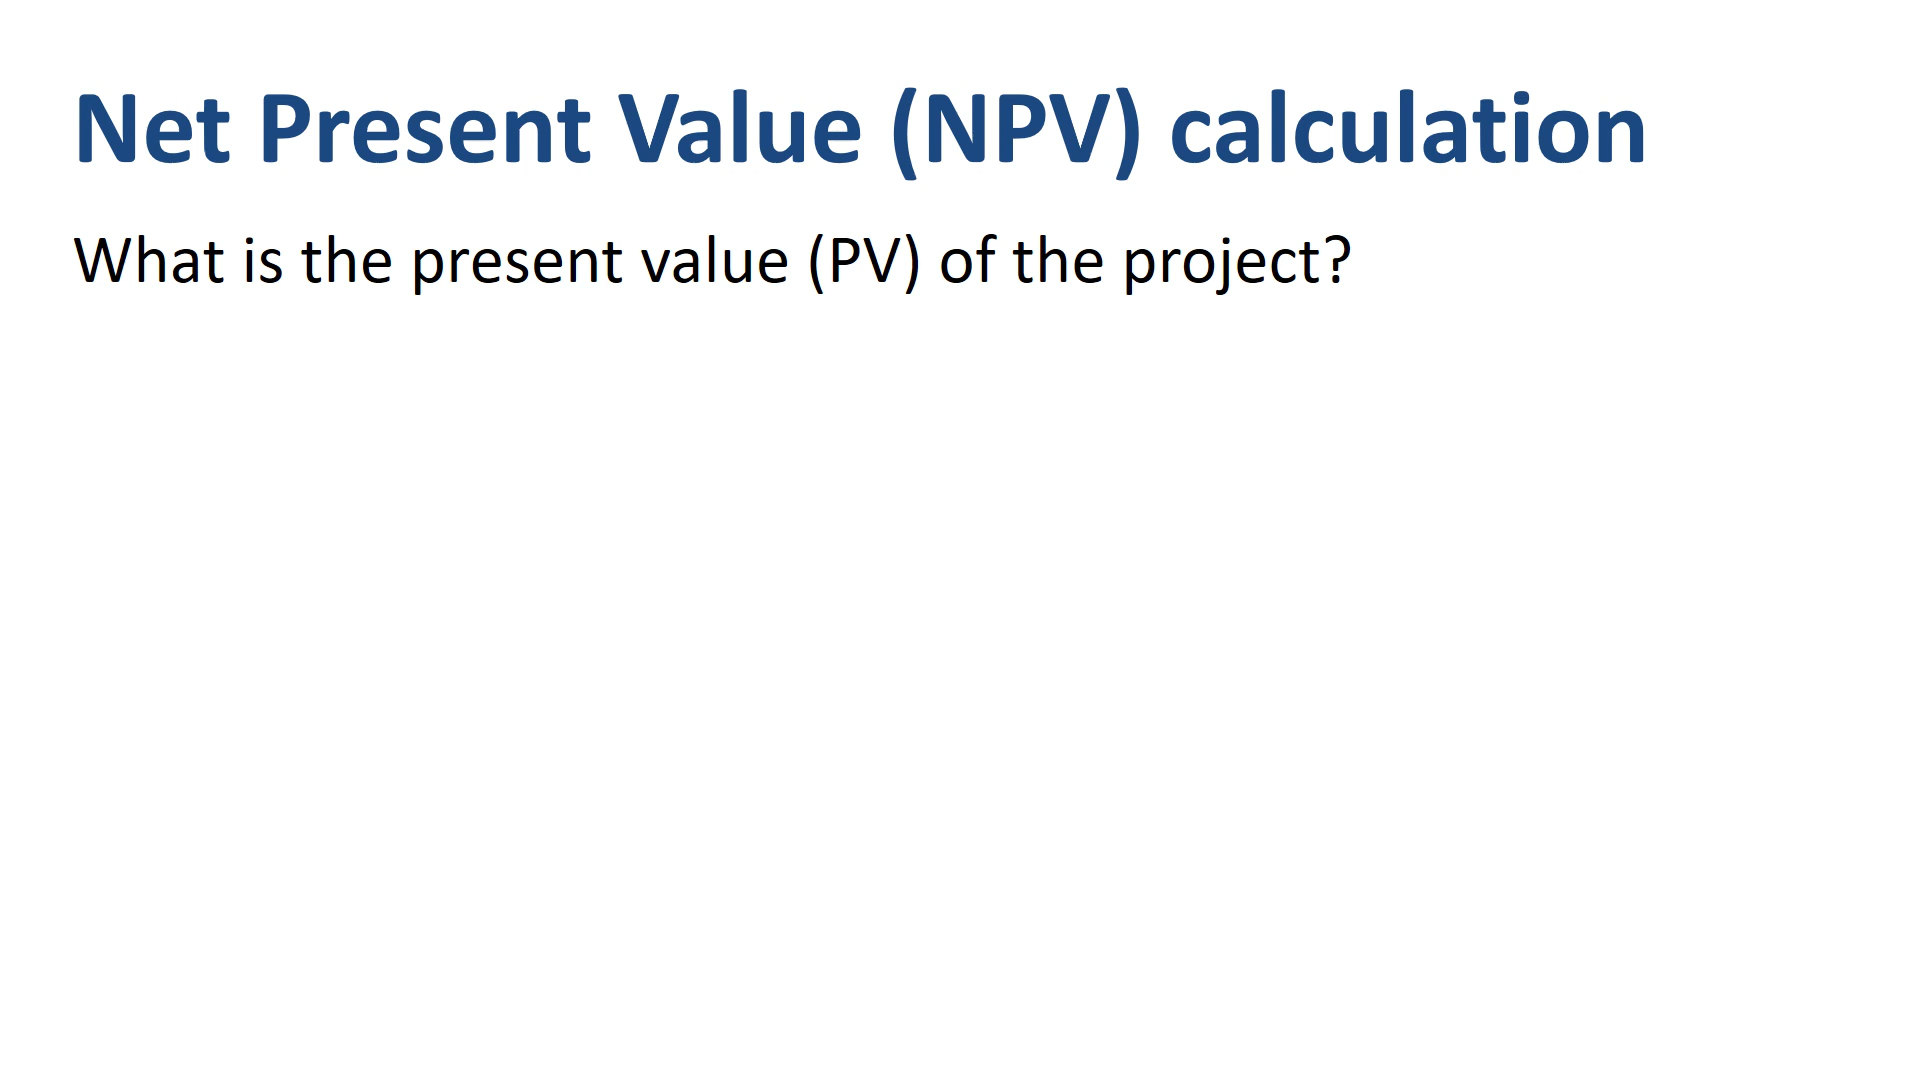 Net Present Value (NPV) calculation
What is the present value (PV) of the project?